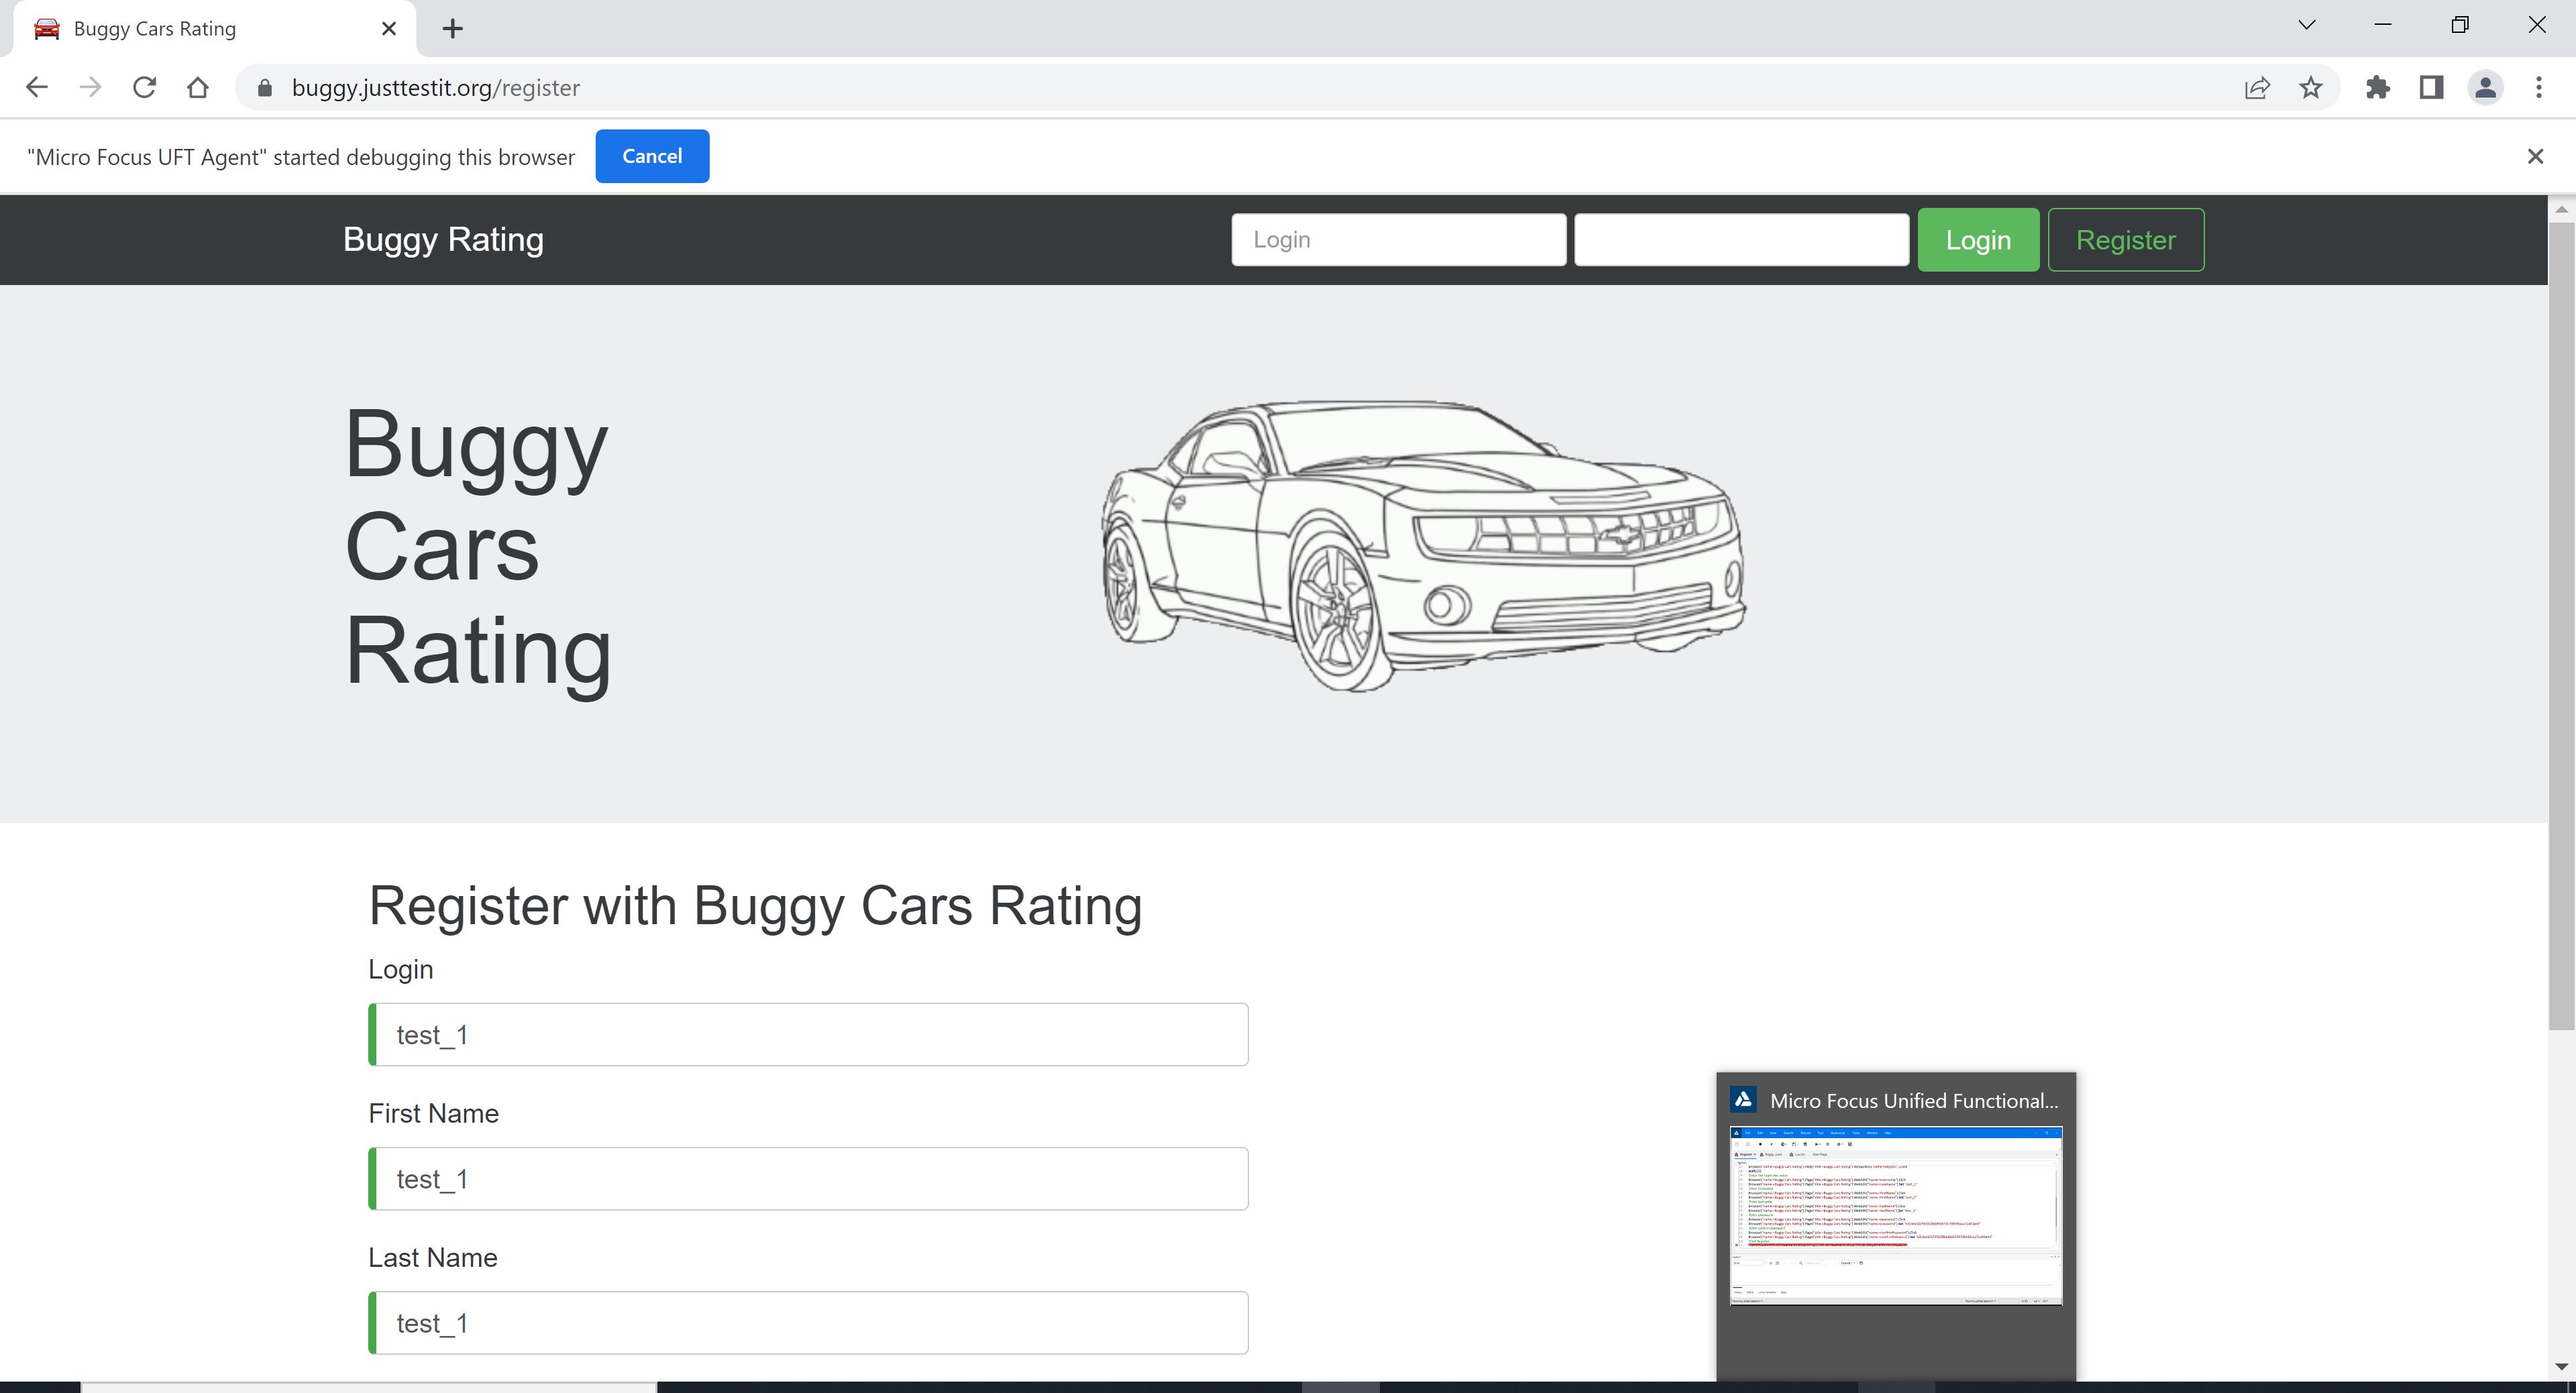 Buggy Cars Rating
buggy.justtestit.org/register
"Micro Focus UFT Agent" started debugging this browser
Cancel
Buggy Rating
Login
Login
Register
Buggy
Cars
Rating
Register with Buggy Cars Rating
Login
test_1
First Name
test_1
Last Name
test_1
Micro Focus Unified Functional...